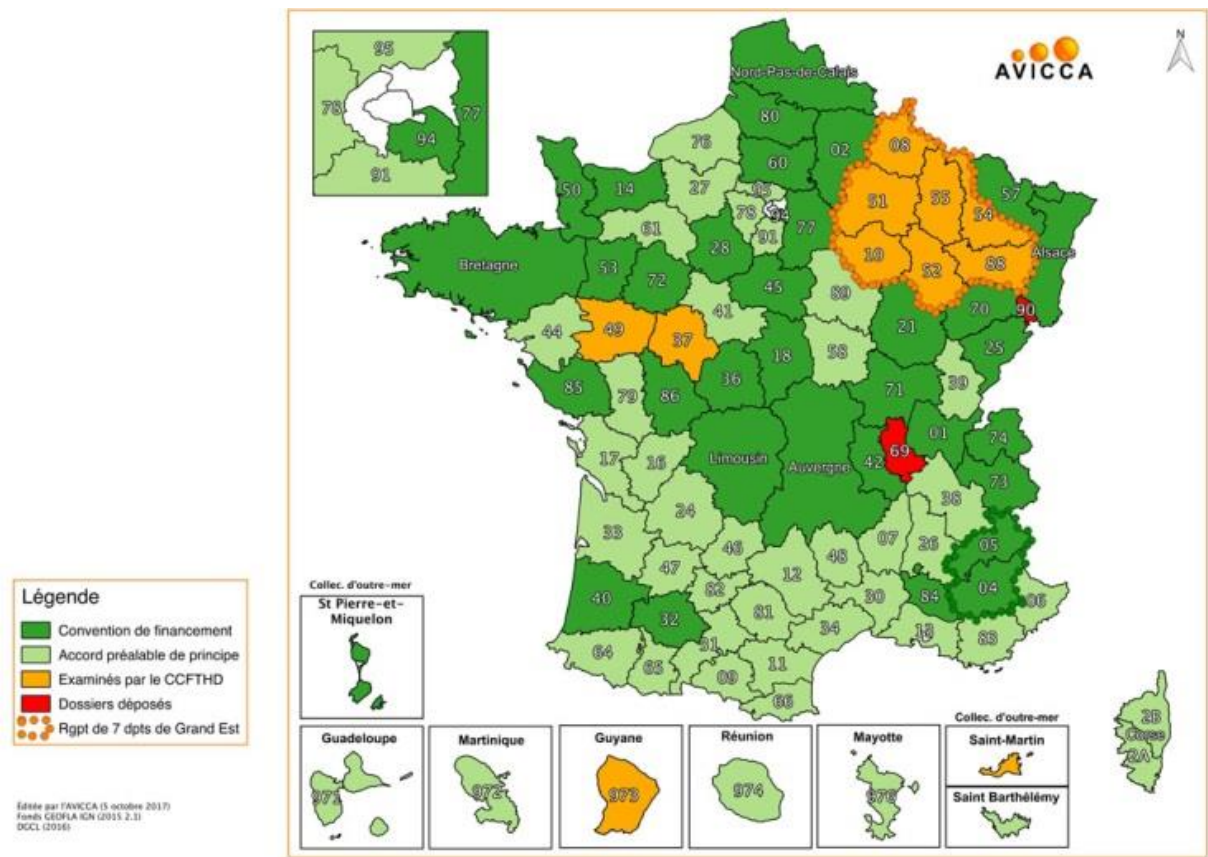 95
78
77
94
91
AVICCA
N
Nord-Pas-de-Calais
80
76
02
08
60
27
50
14
95
57
55
51
54
78
94
77
61
91
28
10
Alsace
88
52
Bretagne
53
72
45
89
70
90
41
21
44
49
37
18
58
25
36
85
79
86
71
39
01
74
69
17
16
Limousin
Auvergne
42
73
38
24
33
07
26
05
46
48
47
12
04
82
40
30
84
06
32
81
34
13
83
31
64
65
11
09
66
2B
Corse
2A
Légende
Convention de financement
Accord préalable de principe
Examinés par le CCFTHD
Dossiers déposés
Rgpt de 7 dpts de Grand Est
Collec. d'outre-mer
St Pierre-et-
Miquelon
Guadeloupe
971
Martinique
972
Guyane
973
Réunion
974
Mayotte
976
Collec. d'outre-mer
Saint-Martin
Saint Barthélémy
Éditée par l'AVICCA (5 octobre 2017)
Fonds GEOFLA IGN (2015 2.1)
DGCL (2016)